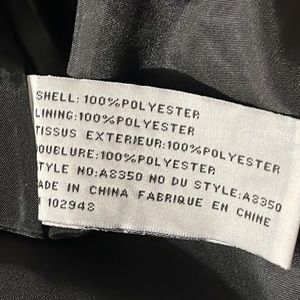 SHELL: 100%POLYESTER
LINING: 100%POLYESTER
TISSUS EXTERIEUR:100%POLYESTER
OUBLURE:100%POLYESTER
STYLE NO:A8350 NO DU STYLE:A8350
ADE IN CHINA FABRIQUE EN CHINE
102948